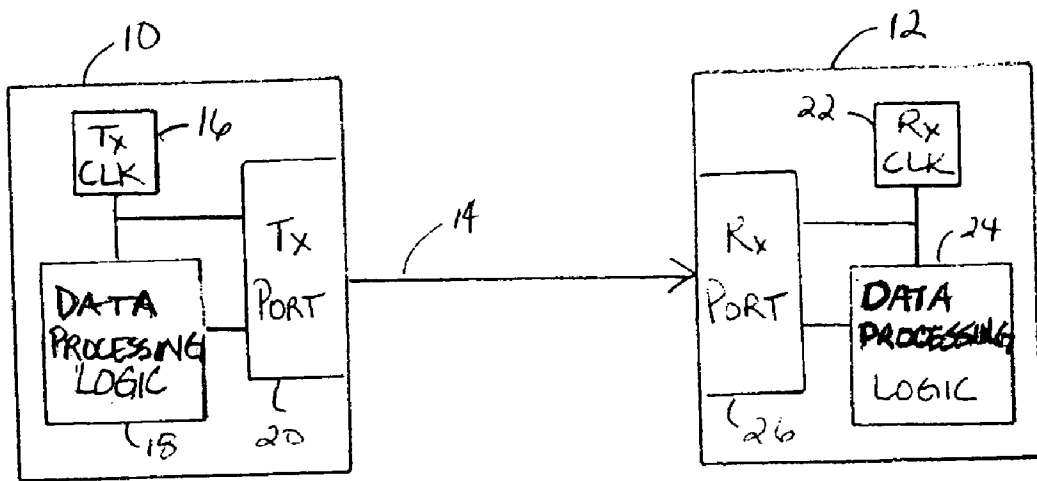 10
16
Tx
CLK
Tx
PORT
DATA
PROCESSING
LOGIC
18
20
14
12
22
Rx
CLK
Rx
PORT
24
DATA
PROCESSING
LOGIC
26